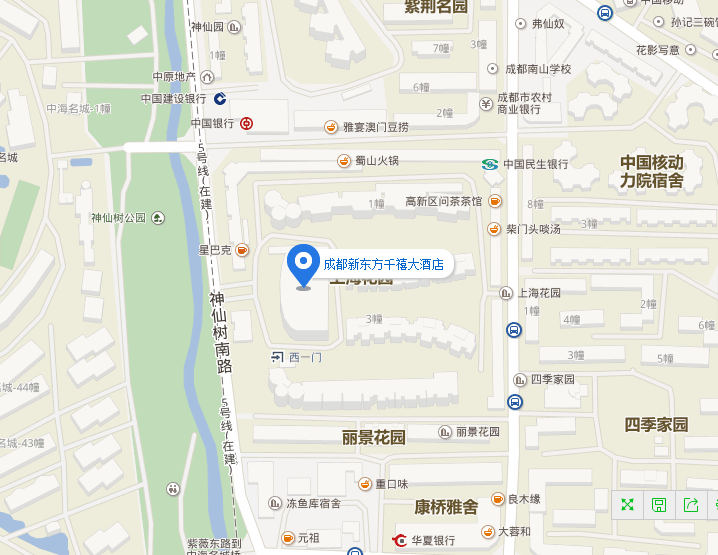 紫荆名园
中国移动
神仙园
弗仙奴
孙记三碗饭
7幢
3幢
花影写意
1幢
中原地产
成都南山学校
6幢
中海名城-1幢
中国建设银行
成都市农村
商业银行
2幢
中国银行
雅宴澳门豆捞
名城
蜀山火锅
中国民生银行
中国核动
力院宿舍
5号线(在建)
1幢
高新区问茶茶馆
8幢
神仙树公园
柴门头啖汤
3幢
星巴克
成都新东方千禧大酒店
上海花园
神仙树南路
上海花园
2幢
1幢
4幢
6幢
3幢
西一门
3幢
5幢
名城-44幢
四季家园
5号线(在建)
四季家园
丽景花园
丽景花园
名城-43幢
重口味
冻鱼库宿舍
康桥雅舍
良木缘
大蓉和
元祖
华夏银行
紫薇东路到
中海名城桥